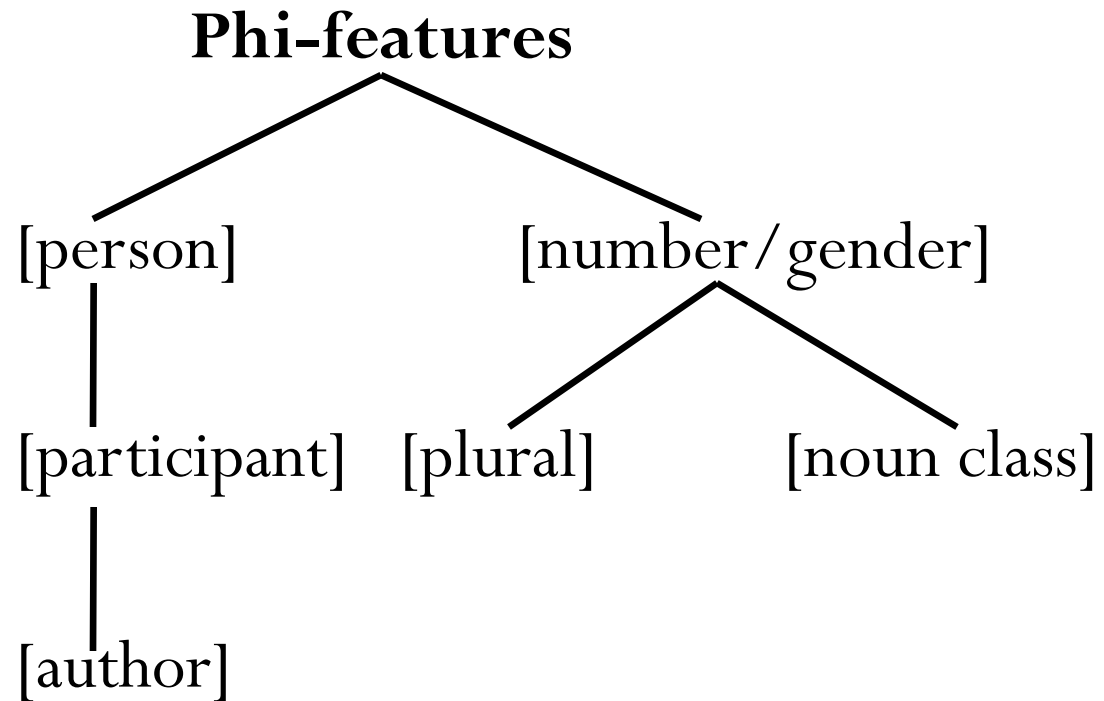 Phi-features
[person] [number/gender]
[participant] [plural] [noun class]
[author]